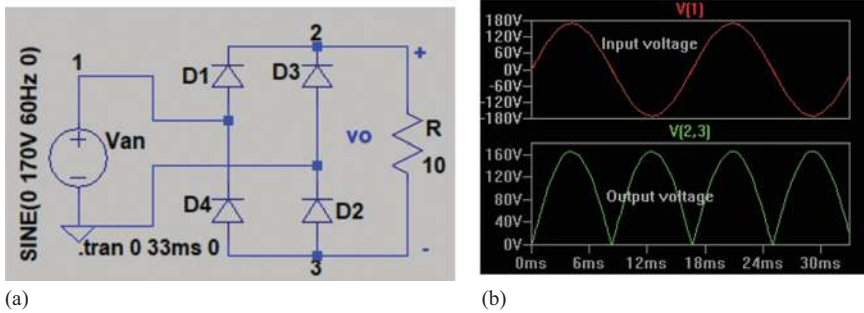 SINE(0 170V 60Hz 0)
1
Van
+
−
D1
D3
D4
D2
2
3
+
vo
-
R
10
.tran 0 33ms 0
(a)
V(1)
180V
120V
60V
0V
-60V
-120V
-180V
Input voltage
V(2,3)
160V
120V
80V
40V
0V
Output voltage
0ms 6ms 12ms 18ms 24ms 30ms
(b)